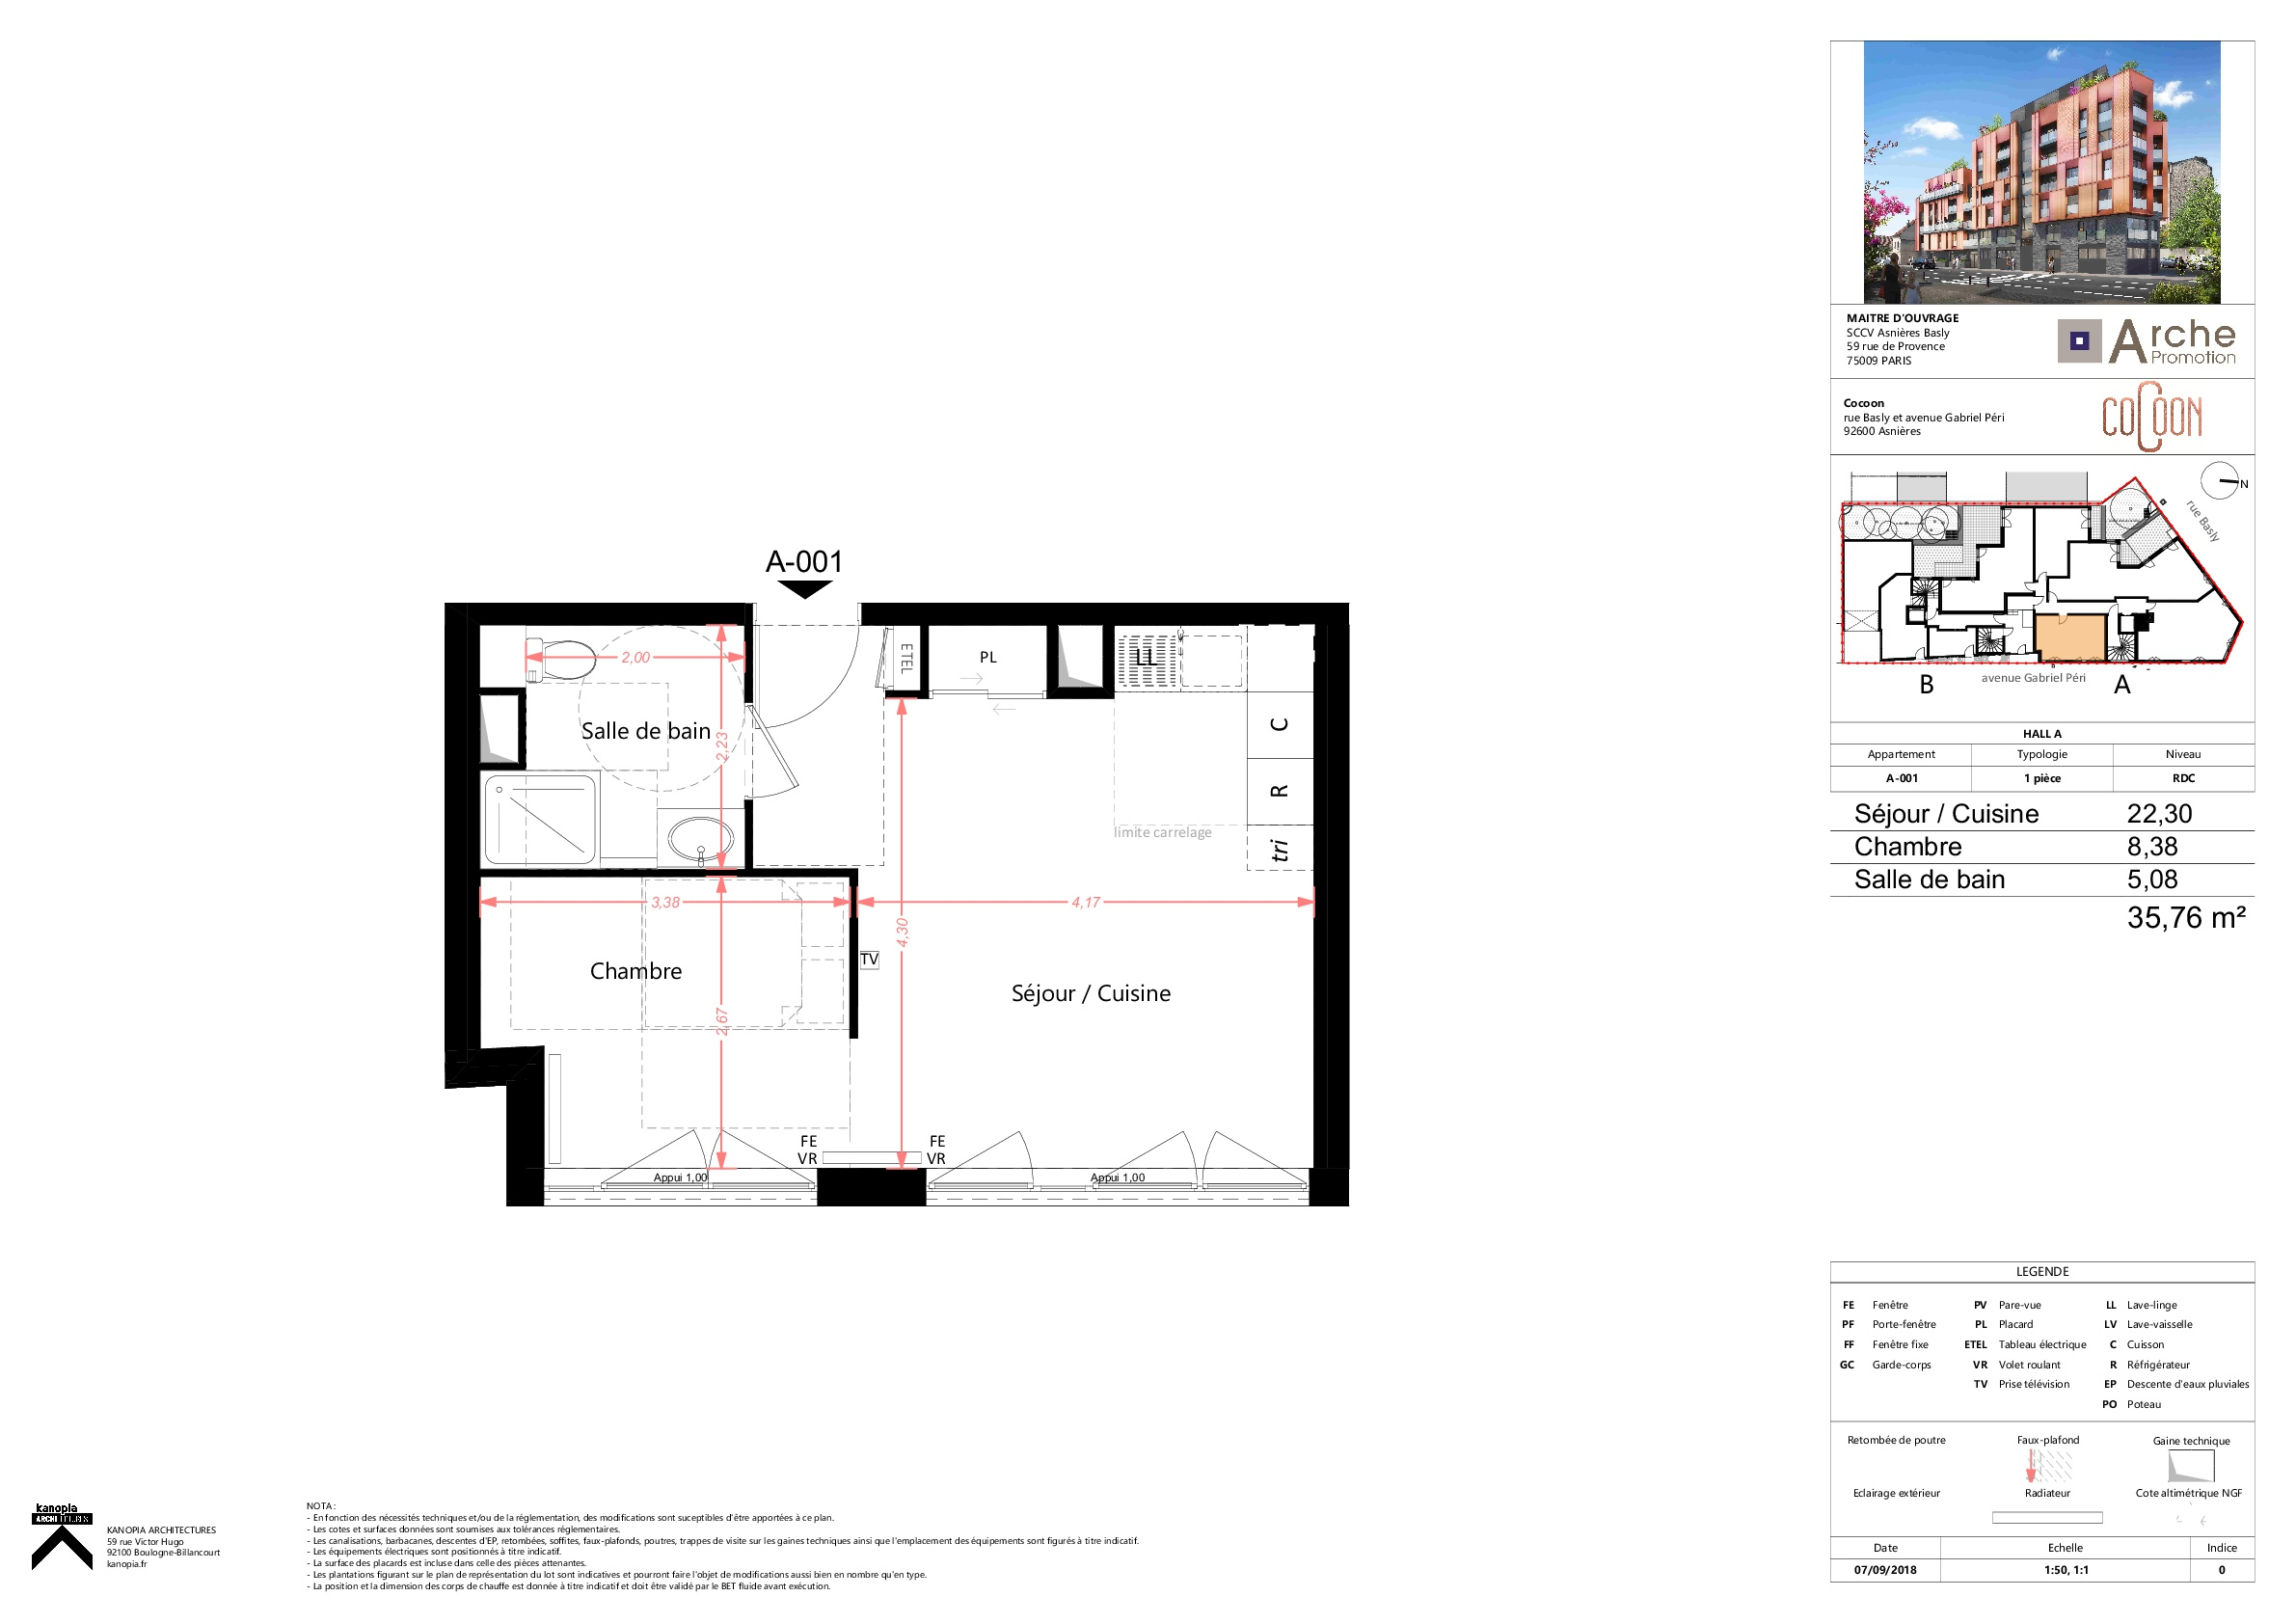 A-001
2,00
ETEL
PL
LL
Salle de bain
2,23
C
R
limite carrelage
tri
3,38
4,17
4,30
TV
Chambre
Séjour / Cuisine
2,67
FE
VR
FE
VR
Appui 1,00
Appui 1,00
MAITRE D'OUVRAGE
SCCV Asnières Basly
59 rue de Provence
75009 PARIS
Arche
Promotion
Cocoon
rue Basly et avenue Gabriel Péri
92600 Asnières
COCOON
N
rue Basly
B
avenue Gabriel Péri
A
HALL A
Appartement Typologie Niveau
A-001 1 pièce RDC
Séjour / Cuisine 22,30
Chambre 8,38
Salle de bain 5,08
35,76 m²
LEGENDE
FE Fenêtre PV Pare-vue LL Lave-linge
PF Porte-fenêtre PL Placard LV Lave-vaisselle
FF Fenêtre fixe ETEL Tableau électrique C Cuisson
GC Garde-corps VR Volet roulant R Réfrigérateur
TV Prise télévision EP Descente d'eaux pluviales
PO Poteau
Retombée de poutre Faux-plafond Gaine technique
Eclairage extérieur Radiateur Cote altimétrique NGF
Date Echelle Indice
07/09/2018 1:50, 1:1 0
kanopia
ARCHITECTURES
KANOPIA ARCHITECTURES
59 rue Victor Hugo
92100 Boulogne-Billancourt
kanopia.fr
NOTA :
- En fonction des nécessités techniques et/ou de la réglementation, des modifications sont suceptibles d'être apportées à ce plan.
- Les cotes et surfaces données sont soumises aux tolérances réglementaires.
- Les canalisations, barbacanes, descentes d'EP, retombées, soffites, faux-plafonds, poutres, trappes de visite sur les gaines techniques ainsi que l'emplacement des équipements sont figurés à titre indicatif.
- Les équipements électriques sont positionnés à titre indicatif.
- La surface des placards est incluse dans celle des pièces attenantes.
- Les plantations figurant sur le plan de représentation du lot sont indicatives et pourront faire l'objet de modifications aussi bien en nombre qu'en type.
- La position et la dimension des corps de chauffe est donnée à titre indicatif et doit être validé par le BET fluide avant exécution.